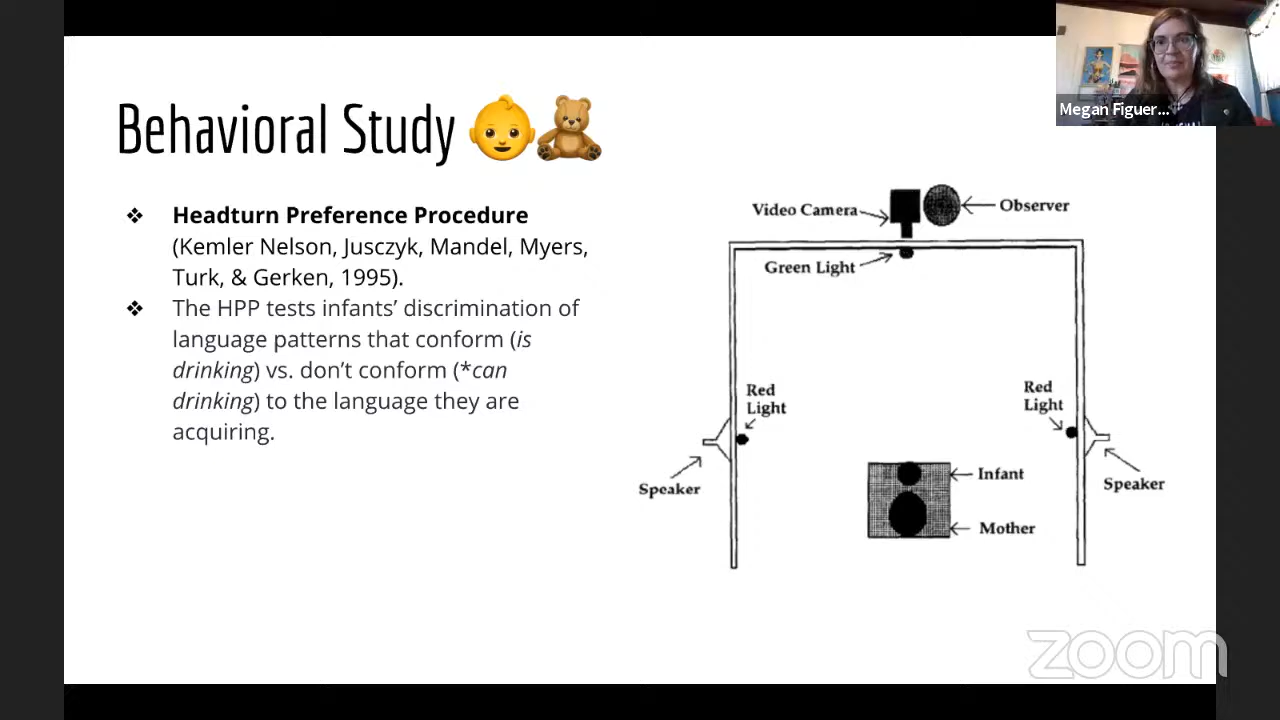 Megan Figuer...
Behavioral Study
❖ Headturn Preference Procedure
(Kemler Nelson, Jusczyk, Mandel, Myers,
Turk, & Gerken, 1995).
❖ The HPP tests infants’ discrimination of
language patterns that conform (is
drinking) vs. don’t conform (*can
drinking) to the language they are
acquiring.
Video Camera
Observer
Green Light
Red
Light
Red
Light
Speaker
Infant
Speaker
Mother
zoom